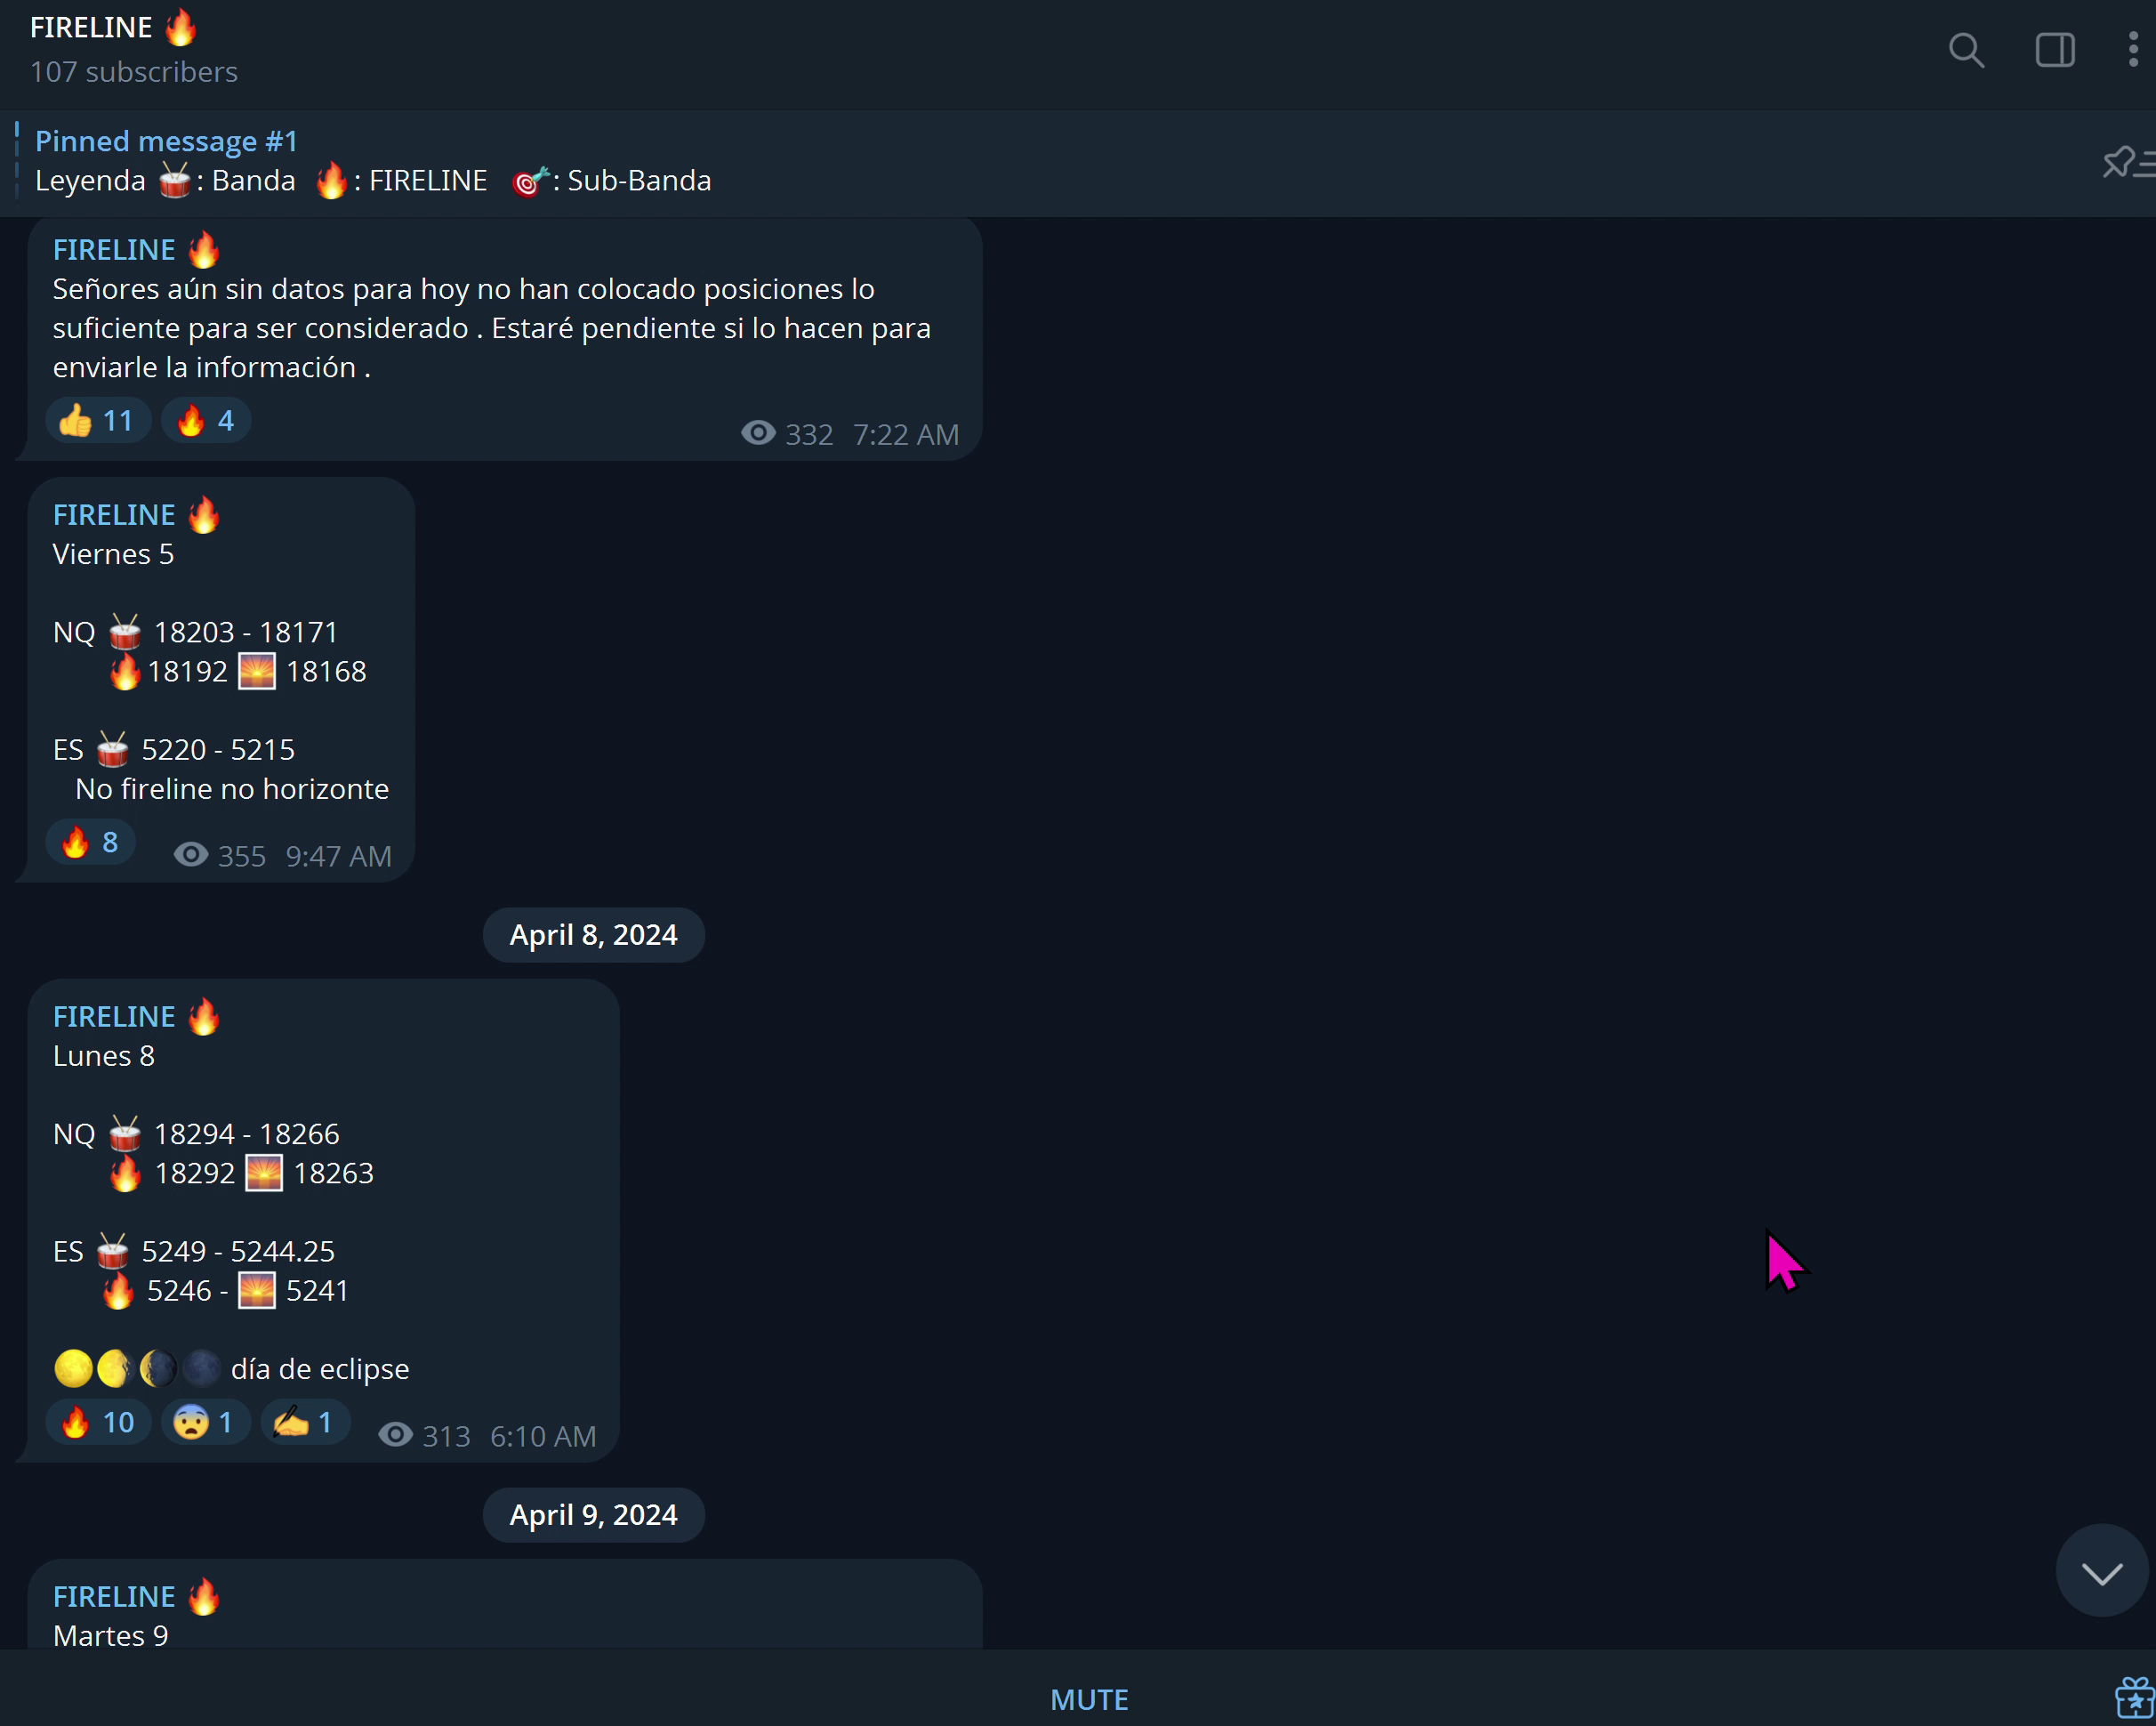 FIRELINE 🔥
107 subscribers
Pinned message #1
Leyenda 🥁: Banda 🔥: FIRELINE 🎯: Sub-Banda
FIRELINE 🔥
Señores aún sin datos para hoy no han colocado posiciones lo
suficiente para ser considerado . Estaré pendiente si lo hacen para
enviarle la información .
👍 11 🔥 4 332 7:22 AM
FIRELINE 🔥
Viernes 5
NQ 🥁 18203 - 18171
🔥18192 🌅 18168
ES 🥁 5220 - 5215
No fireline no horizonte
🔥 8 355 9:47 AM
April 8, 2024
FIRELINE 🔥
Lunes 8
NQ 🥁 18294 - 18266
🔥 18292 🌅 18263
ES 🥁 5249 - 5244.25
🔥 5246 - 🌅 5241
🌕🌖🌘🌑 día de eclipse
🔥 10 😨 1 ✍ 1 313 6:10 AM
April 9, 2024
FIRELINE 🔥
Martes 9
MUTE